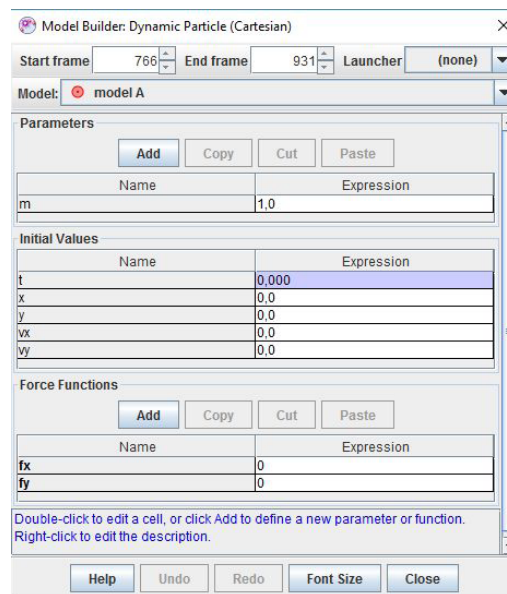 Model Builder: Dynamic Particle (Cartesian)
Start frame 766 End frame 931 Launcher (none)
Model: model A
Parameters
Add Copy Cut Paste
Name Expression
m 1,0
Initial Values
Name Expression
t 0,000
x 0,0
y 0,0
vx 0,0
vy 0,0
Force Functions
Add Copy Cut Paste
Name Expression
fx 0
fy 0
Double-click to edit a cell, or click Add to define a new parameter or function.
Right-click to edit the description.
Help Undo Redo Font Size Close